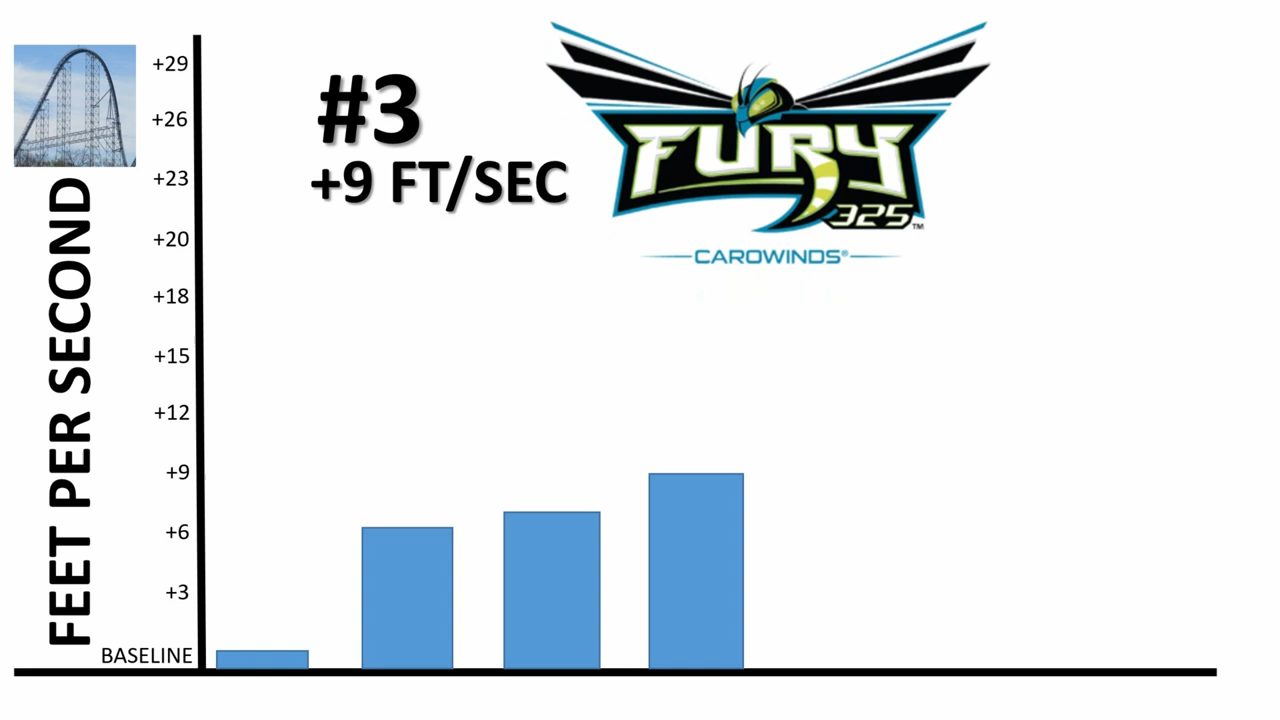 #3
+9 FT/SEC
FURY
325™
CAROWINDS®
FEET PER SECOND
+29
+26
+23
+20
+18
+15
+12
+9
+6
+3
BASELINE